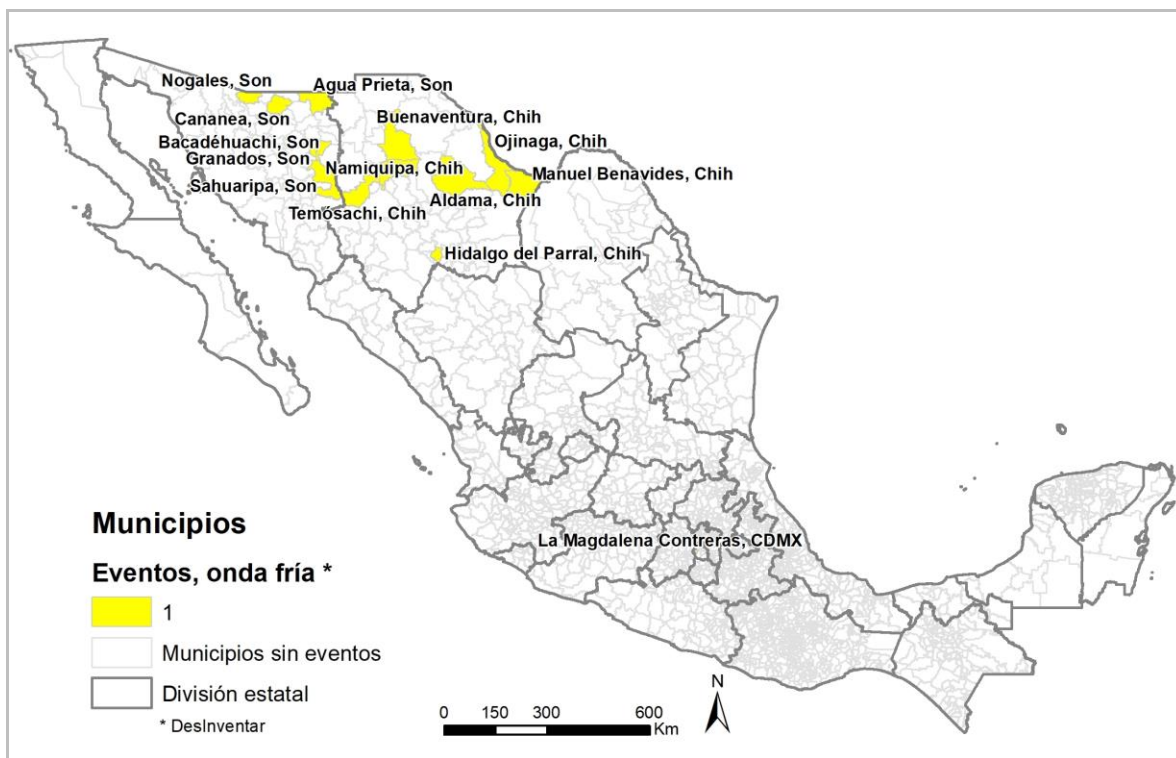 Nogales, Son
Agua Prieta, Son
Cananea, Son
Buenaventura, Chih
Ojinaga, Chih
Bacadéhuachi, Son
Granados, Son
Namiquipa, Chih
Manuel Benavides, Chih
Sahuaripa, Son
Aldama, Chih
Temósachi, Chih
Hidalgo del Parral, Chih
La Magdalena Contreras, CDMX
Municipios
Eventos, onda fría *
1
Municipios sin eventos
División estatal
* DesInventar
N
0 150 300 600
Km